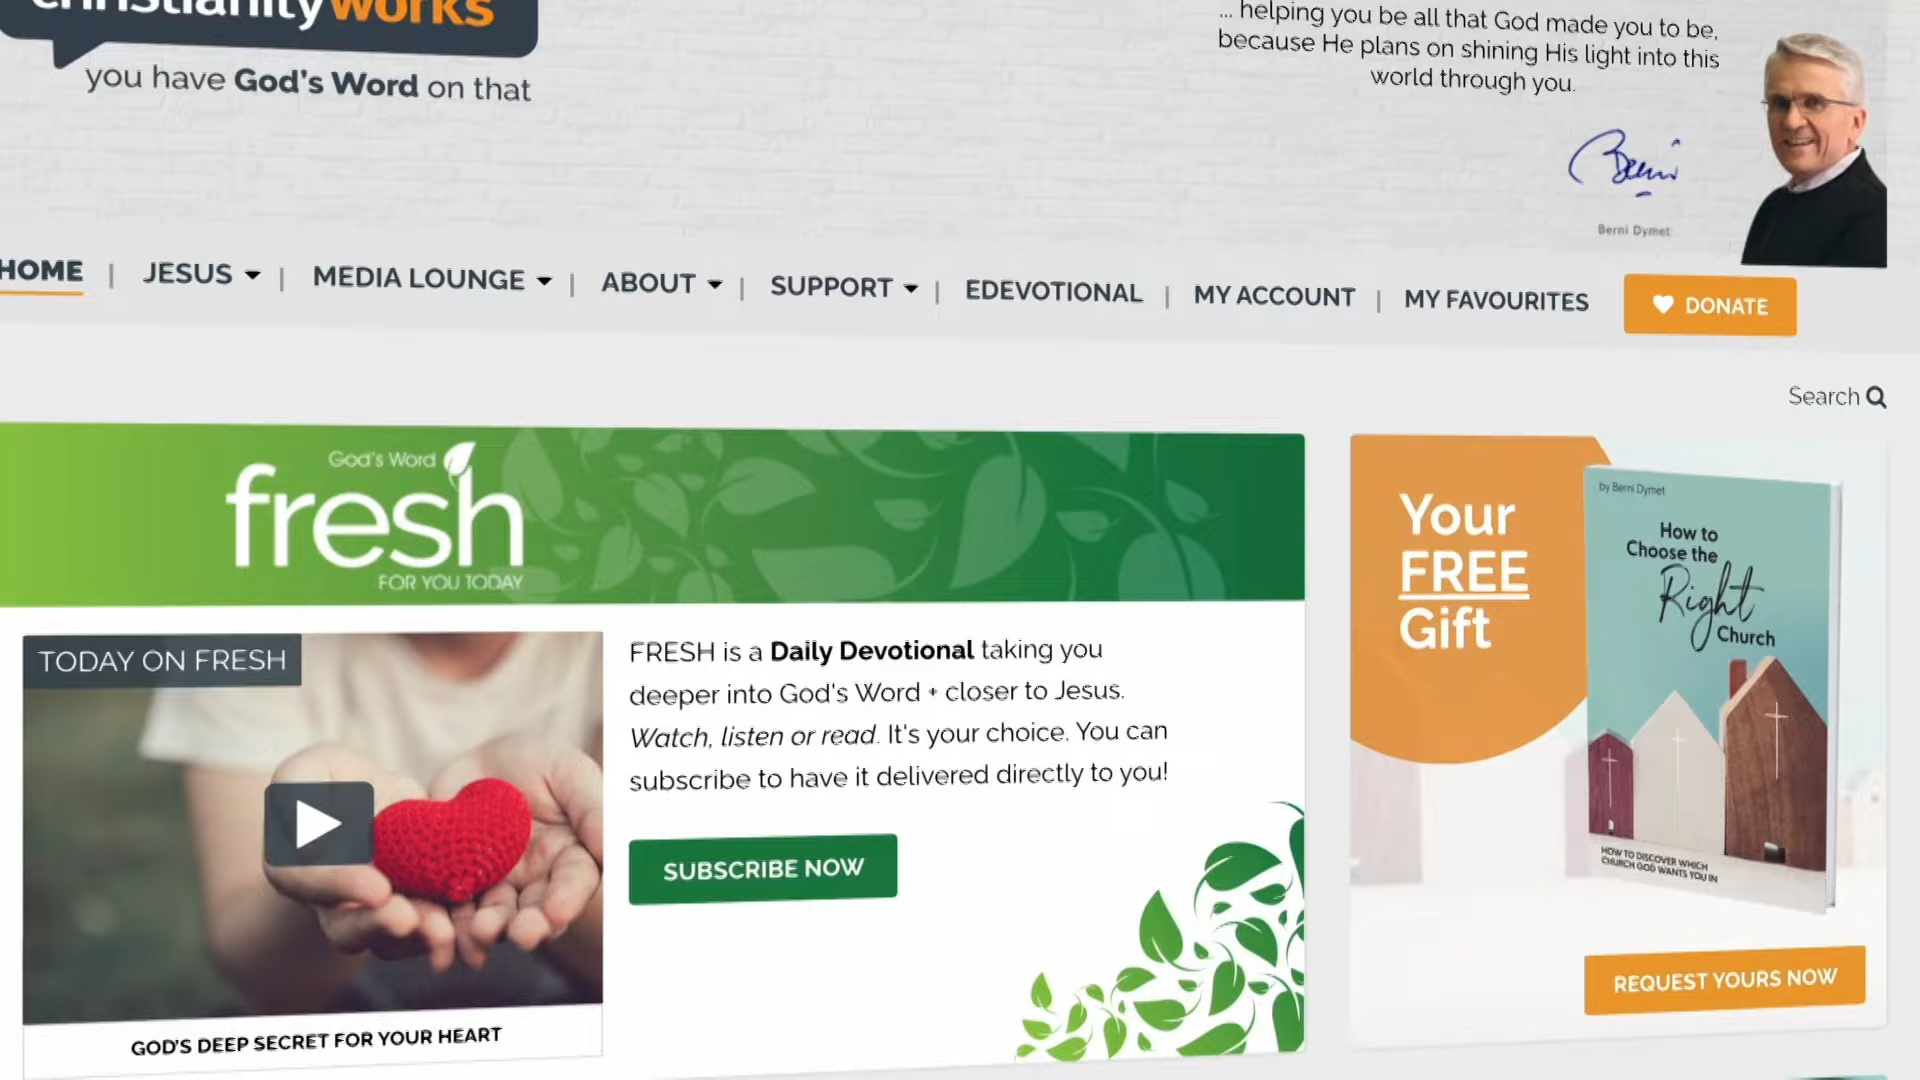 christianityworks
you have God's Word on that
... helping you be all that God made you to be,
because He plans on shining His light into this
world through you.
Berni
Berni Dymet
HOME | JESUS | MEDIA LOUNGE | ABOUT | SUPPORT | EDEVOTIONAL | MY ACCOUNT | MY FAVOURITES
DONATE
Search
God's Word
fresh
FOR YOU TODAY
TODAY ON FRESH
GOD'S DEEP SECRET FOR YOUR HEART
FRESH is a Daily Devotional taking you
deeper into God's Word + closer to Jesus.
Watch, listen or read. It's your choice. You can
subscribe to have it delivered directly to you!
SUBSCRIBE NOW
Your
FREE
Gift
by Berni Dymet
How to
Choose the
Right
Church
HOW TO DISCOVER WHICH
CHURCH GOD WANTS YOU IN
REQUEST YOURS NOW